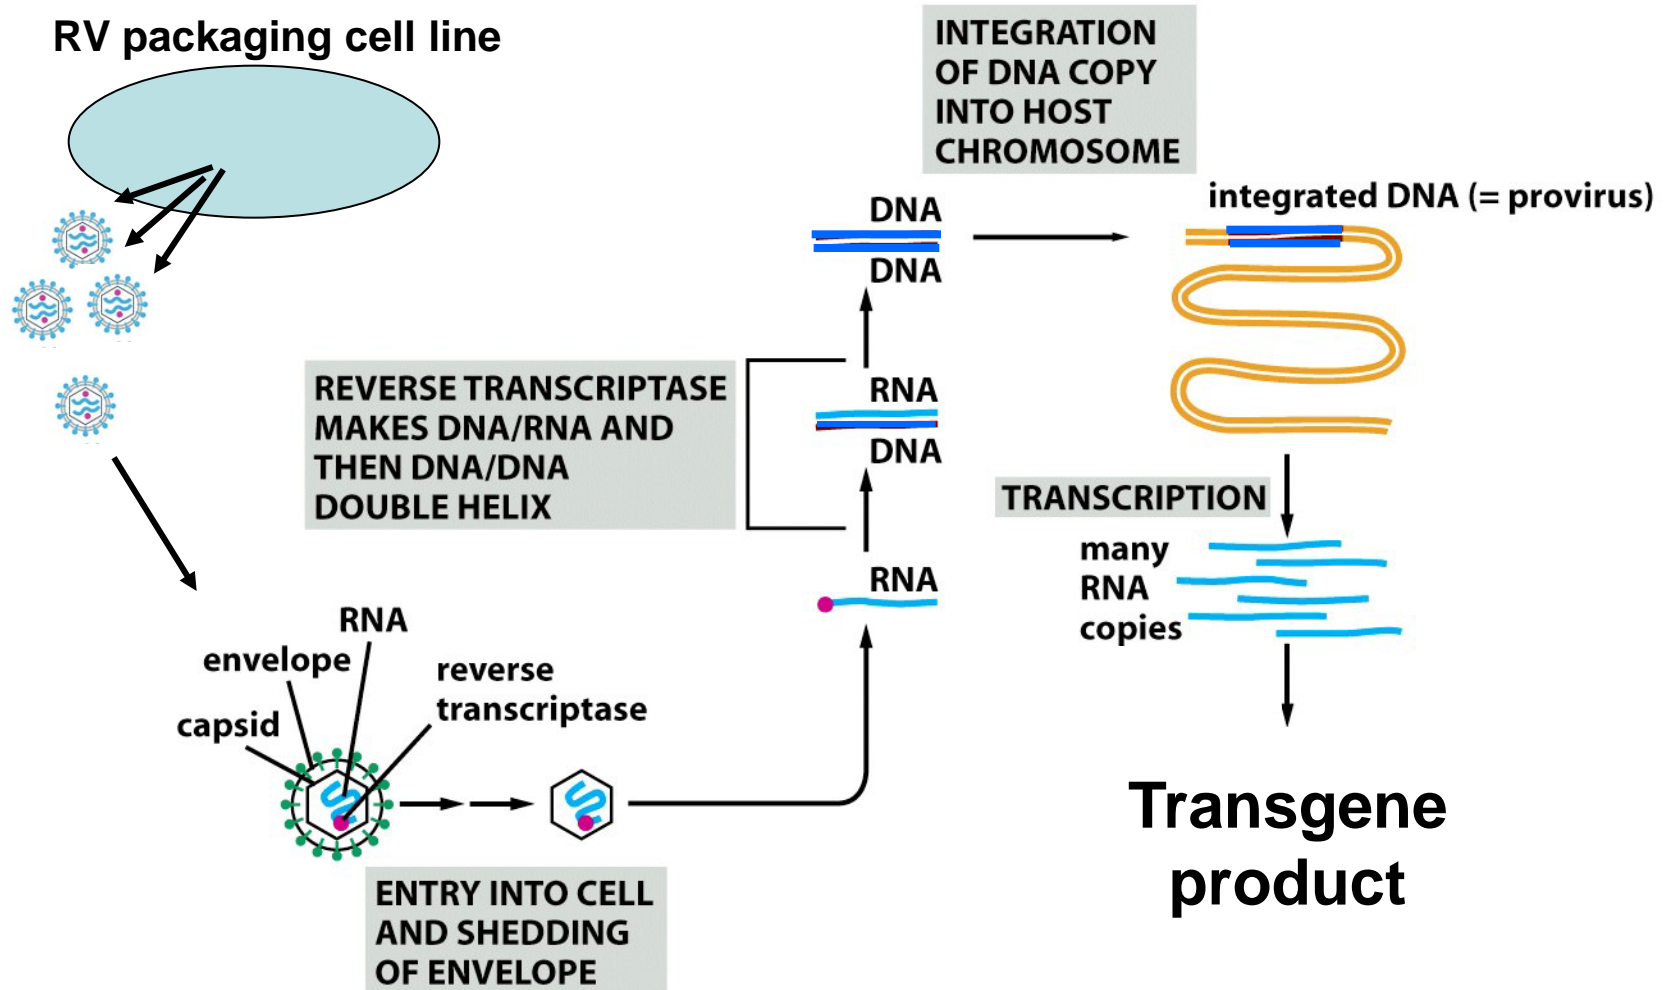 RV packaging cell line
INTEGRATION
OF DNA COPY
INTO HOST
CHROMOSOME
integrated DNA (= provirus)
DNA
DNA
REVERSE TRANSCRIPTASE
MAKES DNA/RNA AND
THEN DNA/DNA
DOUBLE HELIX
RNA
DNA
RNA
TRANSCRIPTION
many
RNA
copies
RNA
envelope
capsid
reverse
transcriptase
ENTRY INTO CELL
AND SHEDDING
OF ENVELOPE
Transgene
product